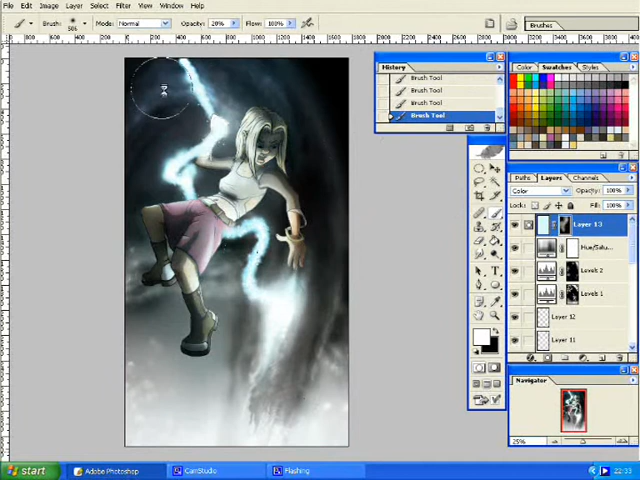 File Edit Image Layer Select Filter View Window Help
Brush: Mode: Normal Opacity: 20% Flow: 100%
Brushes
History
Brush Tool
Brush Tool
Brush Tool
Brush Tool
Color Swatches Styles
Paths Layers Channels
Color Opacity: 100%
Lock: Fill: 100%
Layer 13
Hue/Satu...
Levels 2
Levels 1
Layer 12
Layer 11
Navigator
25%
start Adobe Photoshop CamStudio Flashing 22:33